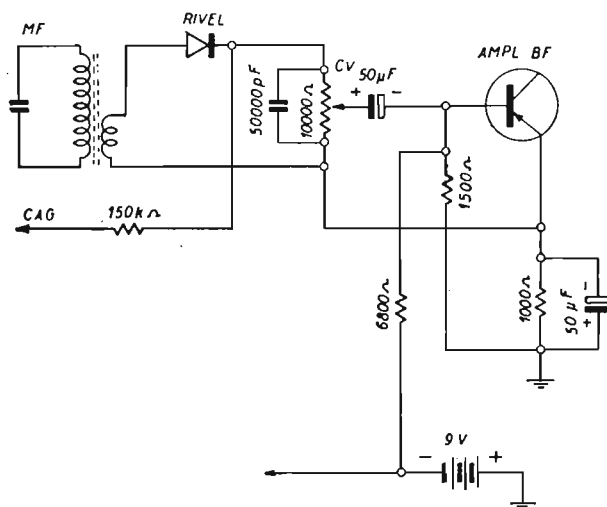 MF
RIVEL
AMPL BF
CV
50µF
+ -
50000pF
10000Ω
1500Ω
CAG
150kΩ
6800Ω
1000Ω
50µF
-
+
9V
- +